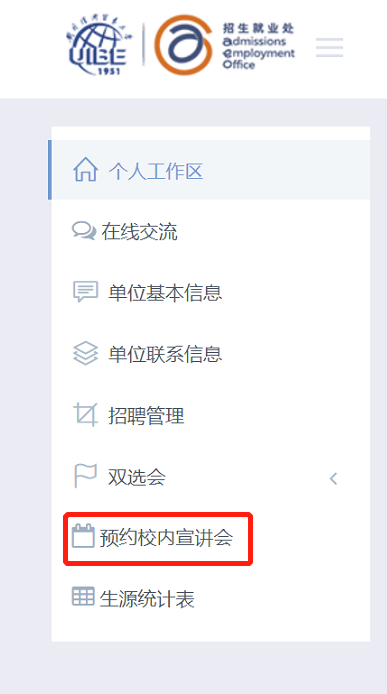 UIBE
1951
招生就业处
admissions
employment
Office
个人工作区
在线交流
单位基本信息
单位联系信息
招聘管理
双选会
预约校内宣讲会
生源统计表